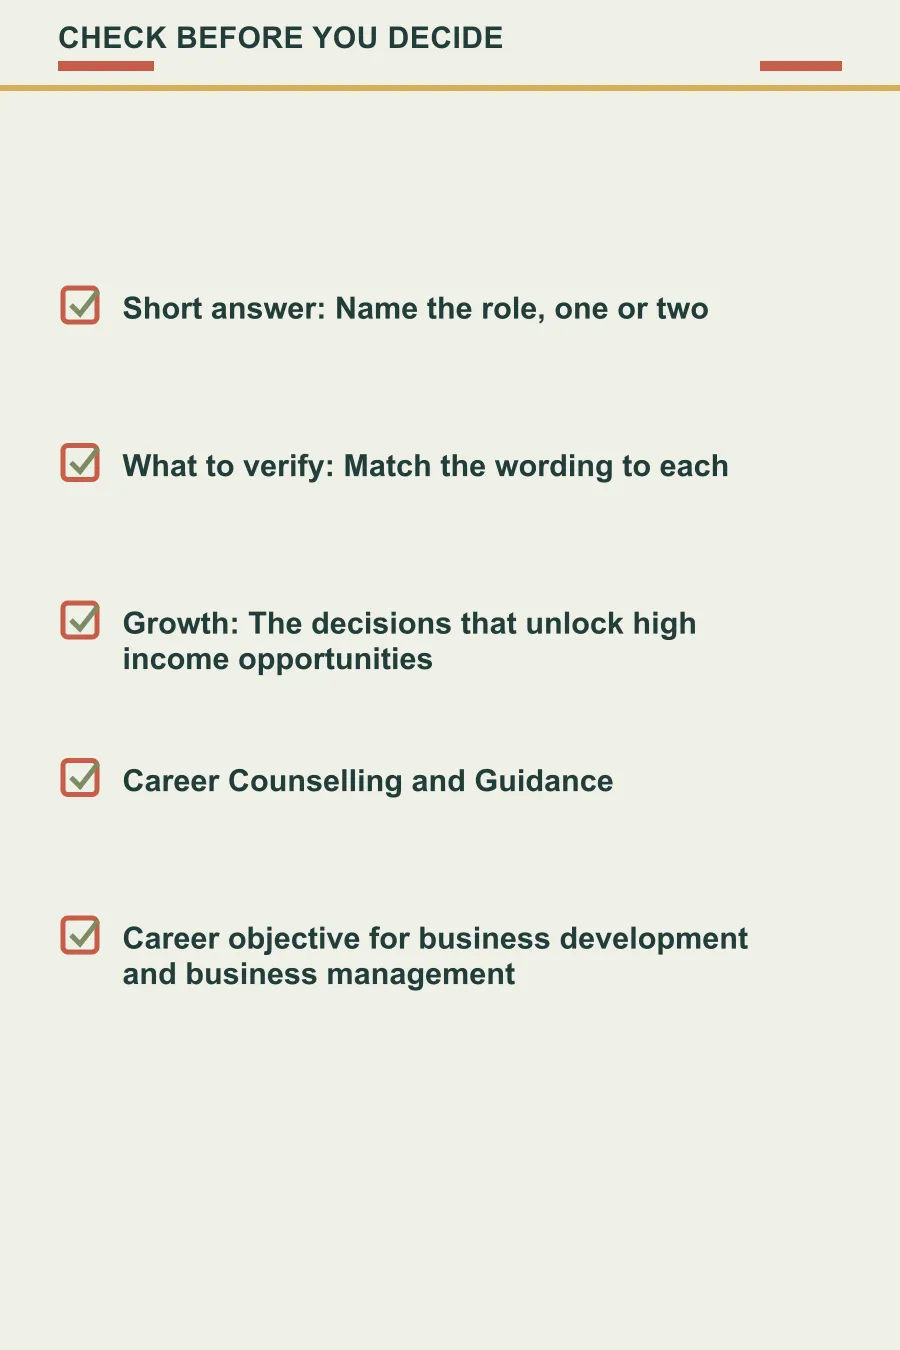 CHECK BEFORE YOU DECIDE
Short answer: Name the role, one or two
What to verify: Match the wording to each
Growth: The decisions that unlock high
income opportunities
Career Counselling and Guidance
Career objective for business development
and business management